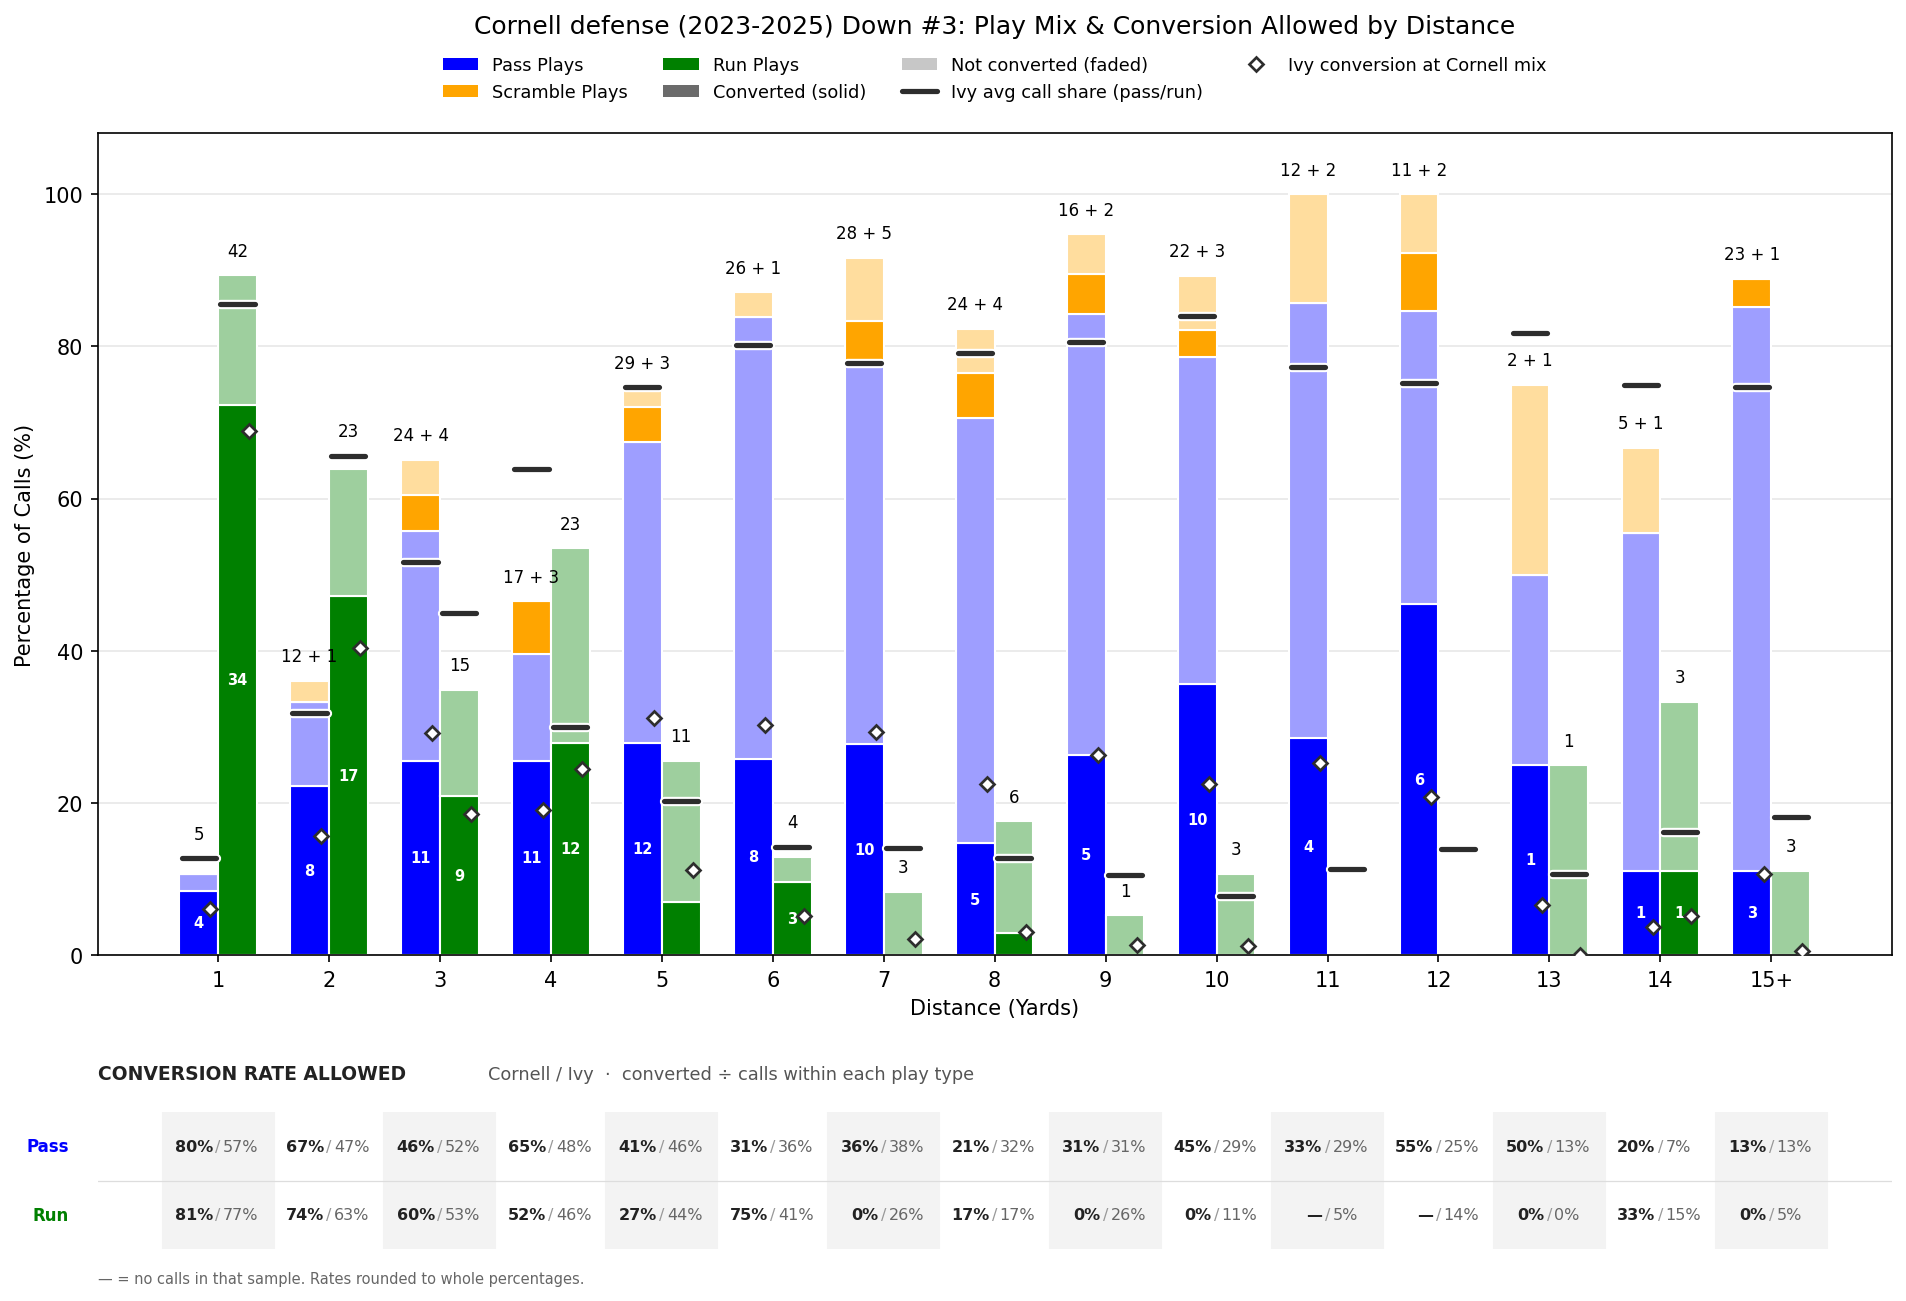 Cornell defense (2023-2025) Down #3: Play Mix & Conversion Allowed by Distance
Pass Plays
Run Plays
Not converted (faded)
Ivy conversion at Cornell mix
Scramble Plays
Converted (solid)
Ivy avg call share (pass/run)
Percentage of Calls (%)
100
80
60
40
20
0
5
42
12 + 1
23
24 + 4
15
17 + 3
23
29 + 3
11
26 + 1
4
28 + 5
3
24 + 4
6
16 + 2
1
22 + 3
3
12 + 2
11 + 2
2 + 1
1
5 + 1
3
23 + 1
3
4
34
8
17
11
9
11
12
12
8
3
10
5
5
10
4
6
1
1
1
3
1 2 3 4 5 6 7 8 9 10 11 12 13 14 15+
Distance (Yards)
CONVERSION RATE ALLOWED Cornell / Ivy · converted ÷ calls within each play type
Pass 80% / 57% 67% / 47% 46% / 52% 65% / 48% 41% / 46% 31% / 36% 36% / 38% 21% / 32% 31% / 31% 45% / 29% 33% / 29% 55% / 25% 50% / 13% 20% / 7% 13% / 13%
Run 81% / 77% 74% / 63% 60% / 53% 52% / 46% 27% / 44% 75% / 41% 0% / 26% 17% / 17% 0% / 26% 0% / 11% — / 5% — / 14% 0% / 0% 33% / 15% 0% / 5%
— = no calls in that sample. Rates rounded to whole percentages.